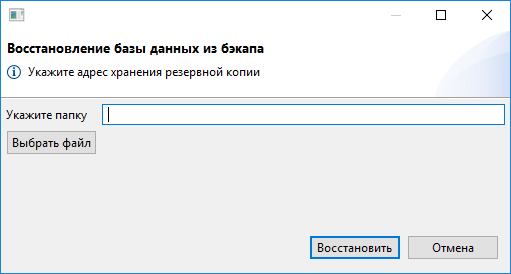 Восстановление базы данных из бэкапа
Укажите адрес хранения резервной копии
Укажите папку
Выбрать файл
Восстановить Отмена